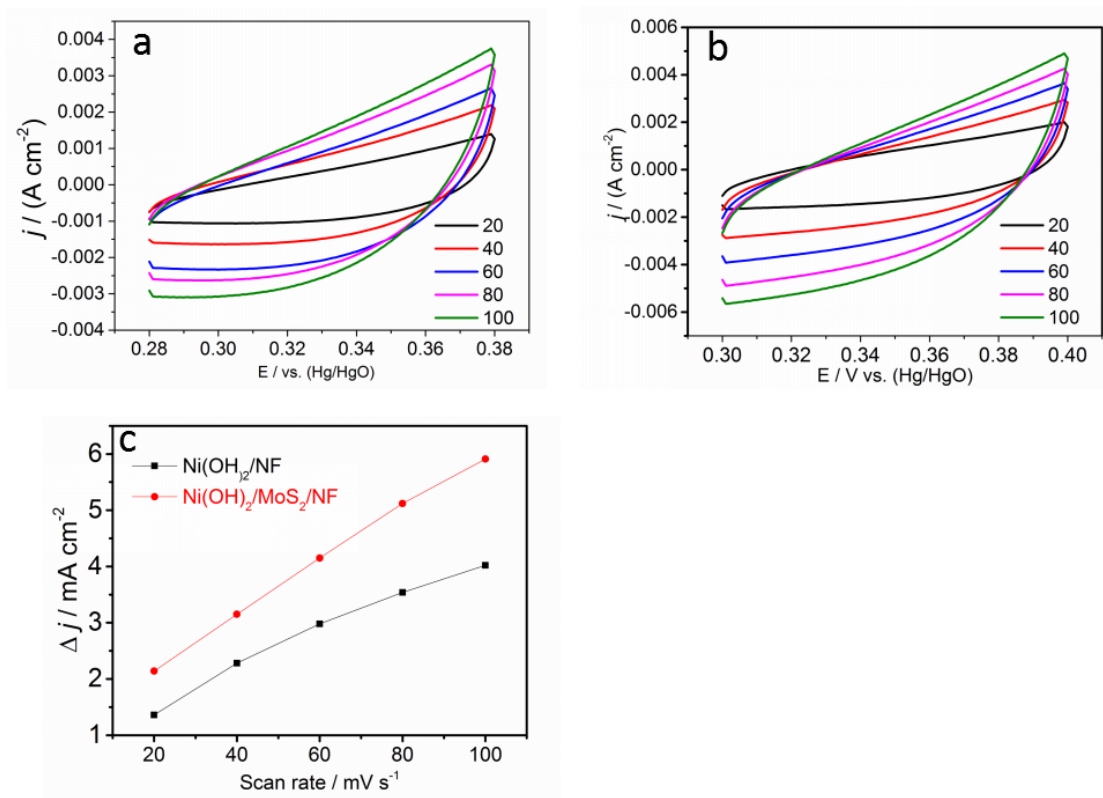 a
0.004
0.003
0.002
0.001
0.000
-0.001
-0.002
-0.003
-0.004
j / (A cm-2)
20
40
60
80
100
0.28 0.30 0.32 0.34 0.36 0.38
E / vs. (Hg/HgO)
b
0.006
0.004
0.002
0.000
-0.002
-0.004
-0.006
j / (A cm-2)
20
40
60
80
100
0.30 0.32 0.34 0.36 0.38 0.40
E / V vs. (Hg/HgO)
c
6
5
4
3
2
1
Δ j / mA cm-2
Ni(OH)2/NF
Ni(OH)2/MoS2/NF
20 40 60 80 100
Scan rate / mV s-1